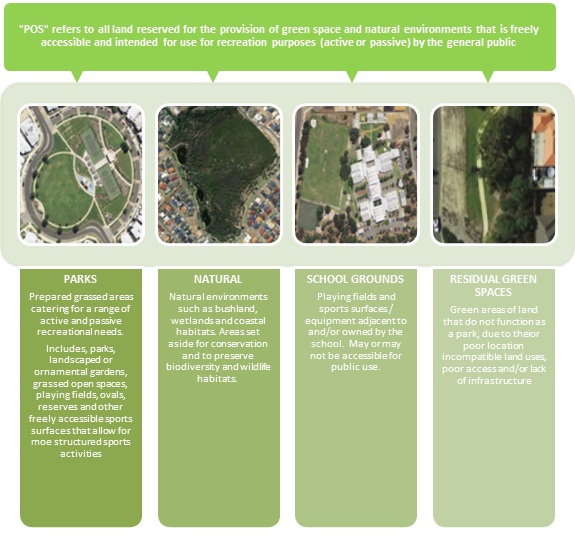 "POS" refers to all land reserved for the provision of green space and natural environments that is freely
accessible and intended for use for recreation purposes (active or passive) by the general public
PARKS
Prepared grassed areas
catering for a range of
active and passive
recreational needs.
Includes, parks,
landscaped or
ornamental gardens,
grassed open spaces,
playing fields, ovals,
reserves and other
freely accessible sports
surfaces that allow for
moe structured sports
activities
NATURAL
Natural environments
such as bushland,
wetlands and coastal
habitats. Areas set
aside for conservation
and to preserve
biodiversity and wildlife
habitats.
SCHOOL GROUNDS
Playing fields and
sports surfaces /
equipment adjacent to
and/or owned by the
school. May or may
not be accessible for
public use.
RESIDUAL GREEN
SPACES
Green areas of land
that do not function as
a park, due to theior
poor location
incompatible land uses,
poor access and/or lack
of infrastructure